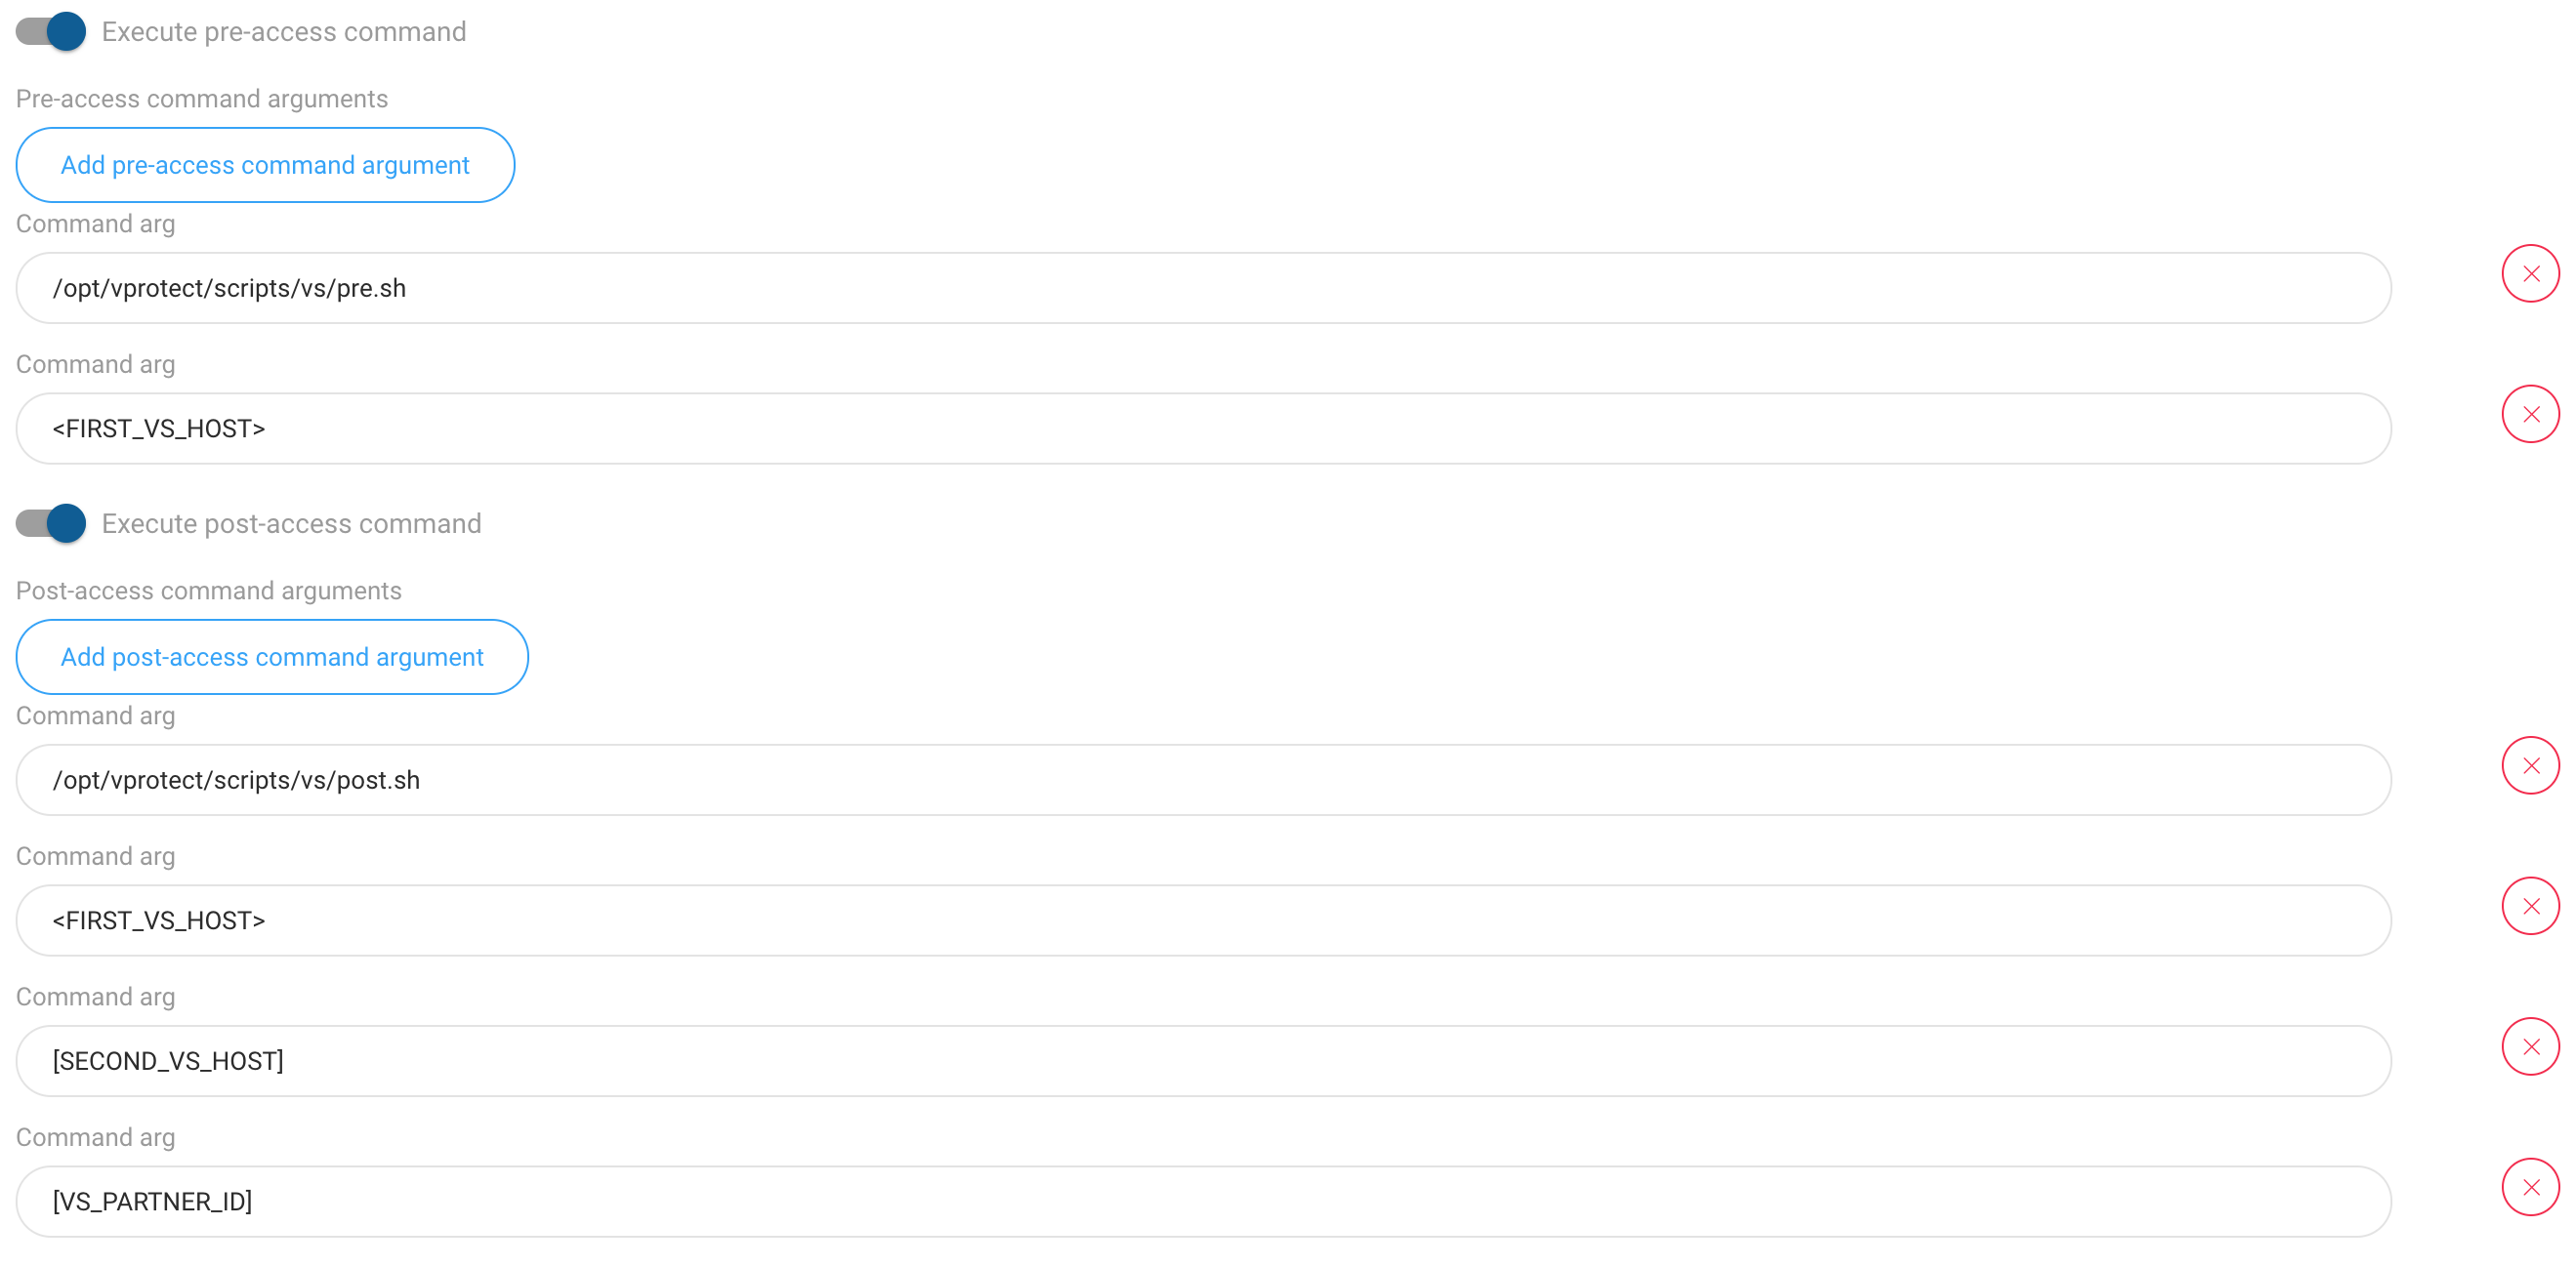 Execute pre-access command
Pre-access command arguments
Add pre-access command argument
Command arg
/opt/vprotect/scripts/vs/pre.sh
Command arg
<FIRST_VS_HOST>
Execute post-access command
Post-access command arguments
Add post-access command argument
Command arg
/opt/vprotect/scripts/vs/post.sh
Command arg
<FIRST_VS_HOST>
Command arg
[SECOND_VS_HOST]
Command arg
[VS_PARTNER_ID]